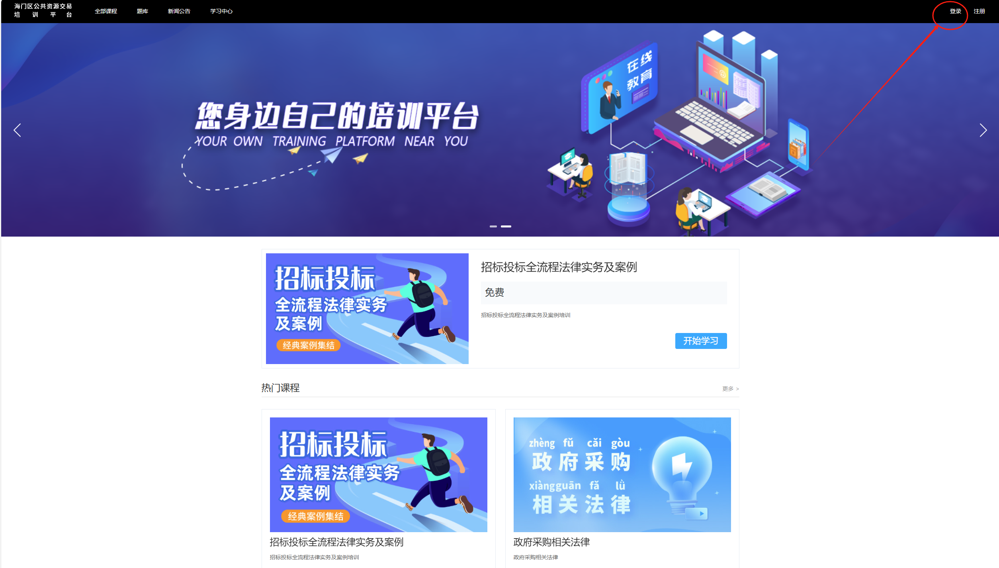 海门区公共资源交易
培训平台
全部课程
题库
新闻公告
学习中心
登录
注册
在线
教育
您身边自己的培训平台
YOUR OWN TRAINING PLATFORM NEAR YOU
招标投标
全流程法律实务
及案例
经典案例集结
招标投标全流程法律实务及案例
免费
招标投标全流程法律实务及案例培训
开始学习
热门课程
更多 >
招标投标
全流程法律实务
及案例
经典案例集结
招标投标全流程法律实务及案例
招标投标全流程法律实务及案例培训
zhèng fǔ cǎi gòu
政府采购
xiàngguān fǎ lǜ
相关法律
政府采购相关法律
政府采购相关法律